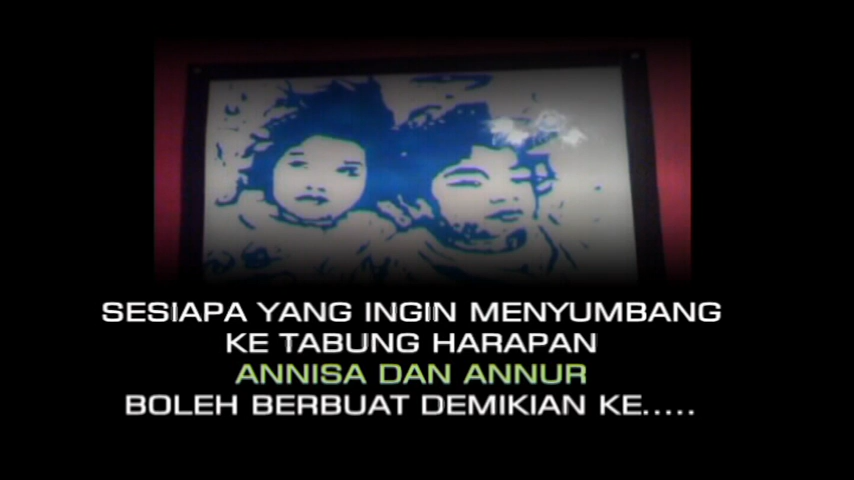 SESIAPA YANG INGIN MENYUMBANG
KE TABUNG HARAPAN
ANNISA DAN ANNUR
BOLEH BERBUAT DEMIKIAN KE.....